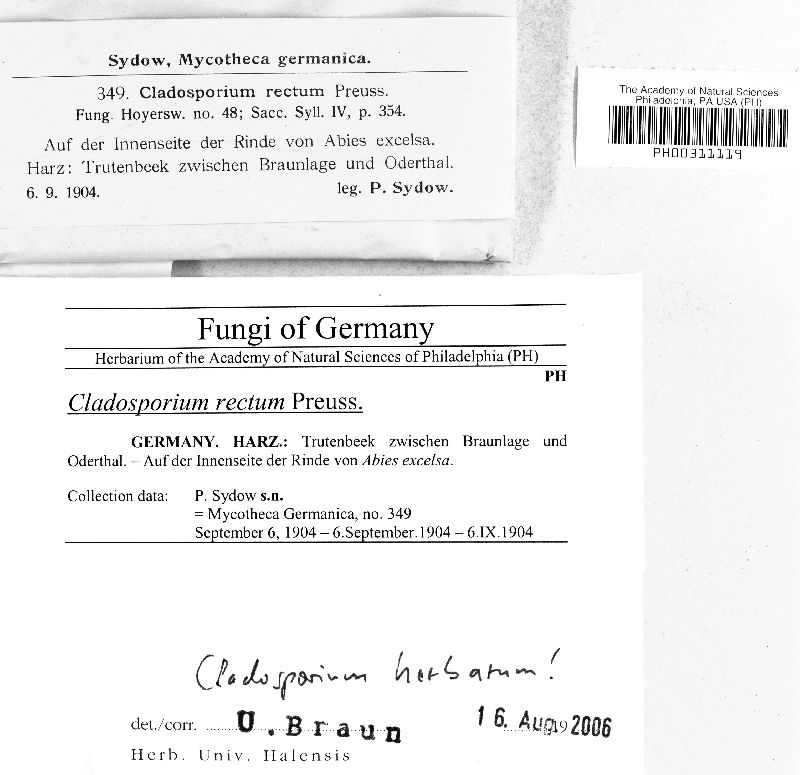 Sydow, Mycotheca germanica.
349. Cladosporium rectum Preuss.
Fung. Hoyersw. no. 48; Sacc. Syll. IV, p. 354.
Auf der Innenseite der Rinde von Abies excelsa.
Harz: Trutenbeek zwischen Braunlage und Oderthal.
6. 9. 1904. leg. P. Sydow.
The Academy of Natural Sciences
Philadelphia, PA USA (PH)
PH00311119
Fungi of Germany
Herbarium of the Academy of Natural Sciences of Philadelphia (PH)
PH
Cladosporium rectum Preuss.
GERMANY. HARZ.: Trutenbeek zwischen Braunlage und
Oderthal. – Auf der Innenseite der Rinde von Abies excelsa.
Collection data: P. Sydow s.n.
= Mycotheca Germanica, no. 349
September 6, 1904 – 6.September.1904 – 6.IX.1904
Cladosporium herbarum!
det./corr. ........ U. Braun 16. Aug. 19 2006
Herb. Univ. Halensis